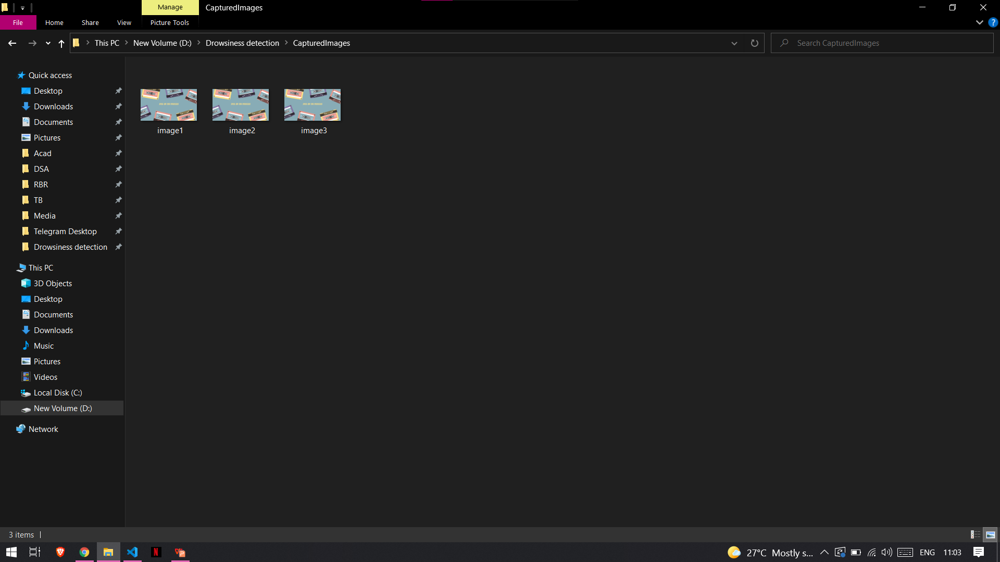 Manage
CapturedImages
File
Home
Share
View
Picture Tools
This PC
New Volume (D:)
Drowsiness detection
CapturedImages
Search CapturedImages
Quick access
Desktop
Downloads
Documents
Pictures
Acad
DSA
RBR
TB
Media
Telegram Desktop
Drowsiness detection
This PC
3D Objects
Desktop
Documents
Downloads
Music
Pictures
Videos
Local Disk (C:)
New Volume (D:)
Network
image1
image2
image3
3 items
27°C Mostly s...
ENG
11:03